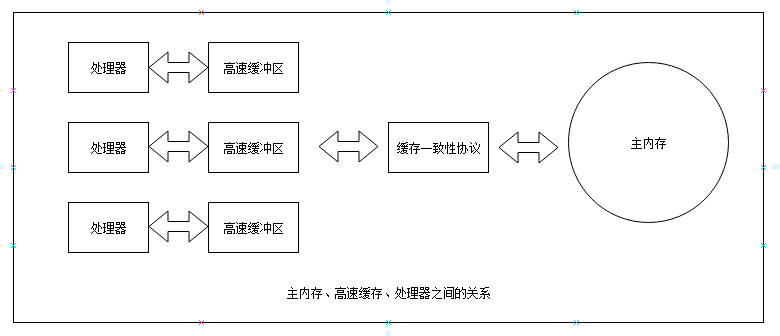 处理器
高速缓冲区
处理器
高速缓冲区
缓存一致性协议
主内存
处理器
高速缓冲区
主内存、高速缓存、处理器之间的关系